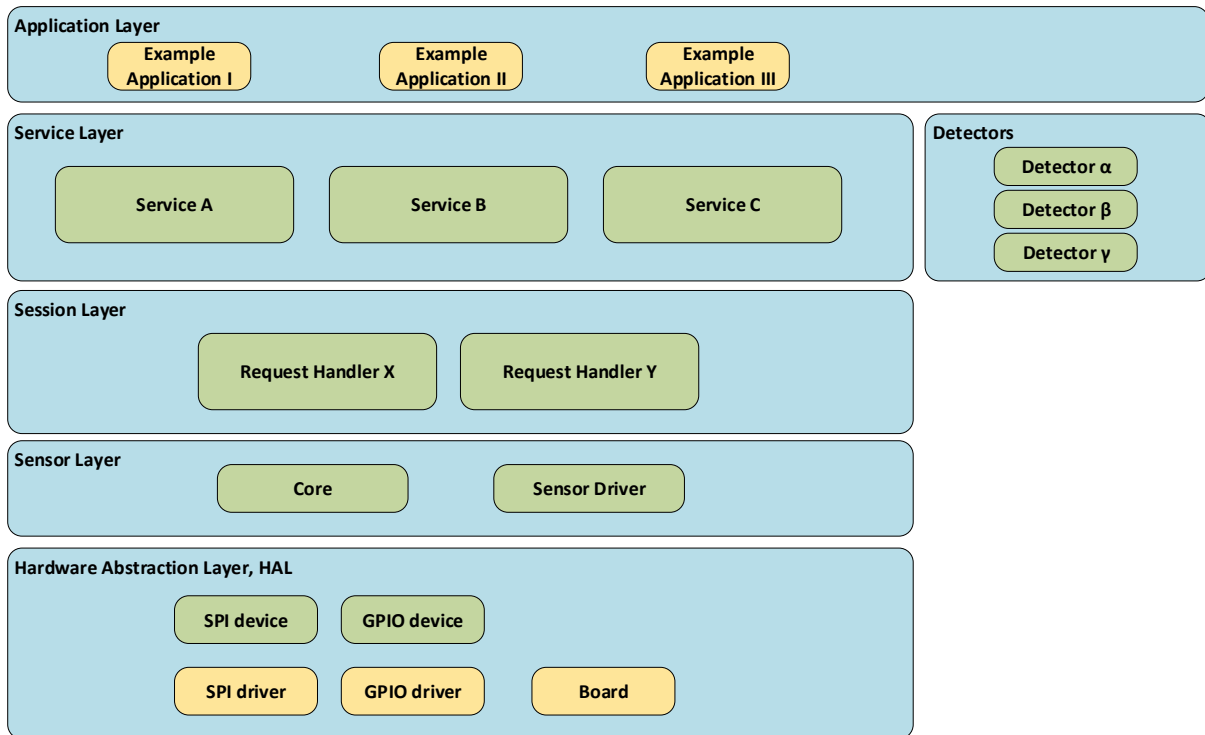 Application Layer
Example
Application I
Example
Application II
Example
Application III
Service Layer
Service A
Service B
Service C
Detectors
Detector α
Detector β
Detector γ
Session Layer
Request Handler X
Request Handler Y
Sensor Layer
Core
Sensor Driver
Hardware Abstraction Layer, HAL
SPI device
GPIO device
SPI driver
GPIO driver
Board